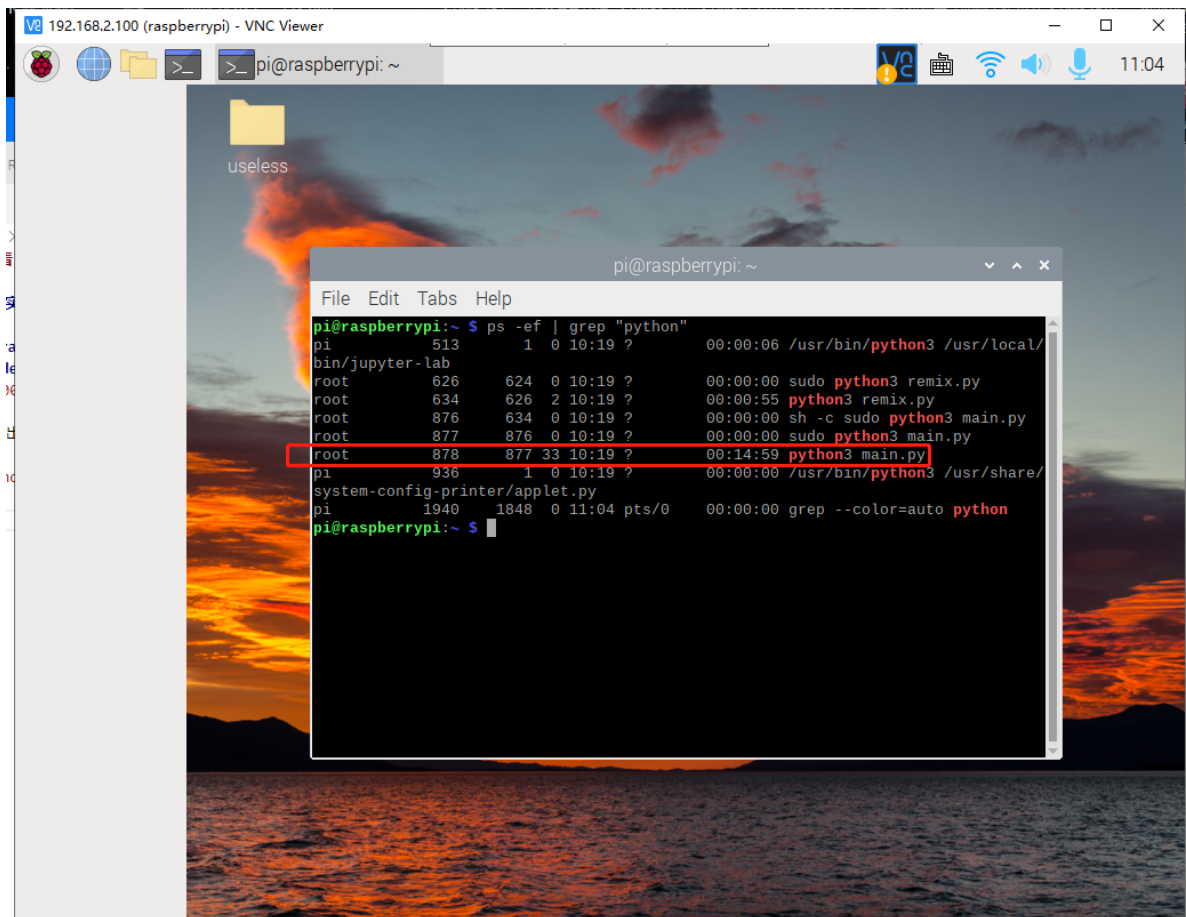 192.168.2.100 (raspberrypi) - VNC Viewer
pi@raspberrypi: ~
11:04
useless
pi@raspberrypi: ~
File Edit Tabs Help
pi@raspberrypi:~ $ ps -ef | grep "python"
pi 513 1 0 10:19 ? 00:00:06 /usr/bin/python3 /usr/local/
bin/jupyter-lab
root 626 624 0 10:19 ? 00:00:00 sudo python3 remix.py
root 634 626 2 10:19 ? 00:00:55 python3 remix.py
root 876 634 0 10:19 ? 00:00:00 sh -c sudo python3 main.py
root 877 876 0 10:19 ? 00:00:00 sudo python3 main.py
root 878 877 33 10:19 ? 00:14:59 python3 main.py
pi 936 1 0 10:19 ? 00:00:00 /usr/bin/python3 /usr/share/
system-config-printer/applet.py
pi 1940 1848 0 11:04 pts/0 00:00:00 grep --color=auto python
pi@raspberrypi:~ $